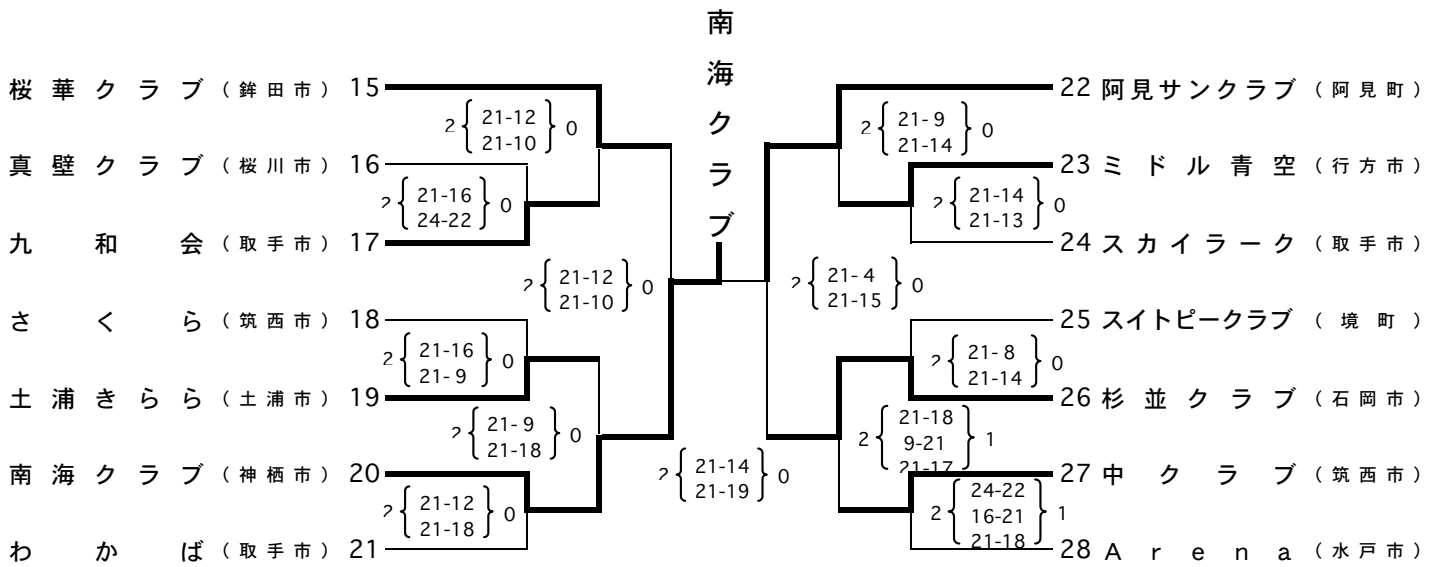 南海クラブ
桜華クラブ（鉾田市） 15
2 21-12 0
21-10
真壁クラブ（桜川市） 16
2 21-16 0
24-22
九和会（取手市） 17
2 21-12 0
21-10
さくら（筑西市） 18
2 21-16 0
21- 9
土浦きらら（土浦市） 19
2 21- 9 0
21-18
南海クラブ（神栖市） 20
2 21-12 0
21-18
わかば（取手市） 21
2 21-14 0
21-19
22 阿見サンクラブ（阿見町）
2 21- 9 0
21-14
23 ミドル青空（行方市）
2 21-14 0
21-13
24 スカイラーク（取手市）
2 21- 4 0
21-15
25 スイトピークラブ（境町）
2 21- 8 0
21-14
26 杉並クラブ（石岡市）
2 21-18 1
9-21
21-17
27 中クラブ（筑西市）
2 24-22 1
16-21
21-18
28 Arena（水戸市）